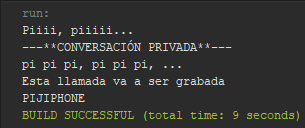 run:
Piiii, piiiii...
---**CONVERSACIÓN PRIVADA**---
pi pi pi, pi pi pi, ...
Esta llamada va a ser grabada
PIJIPHONE
BUILD SUCCESSFUL (total time: 9 seconds)